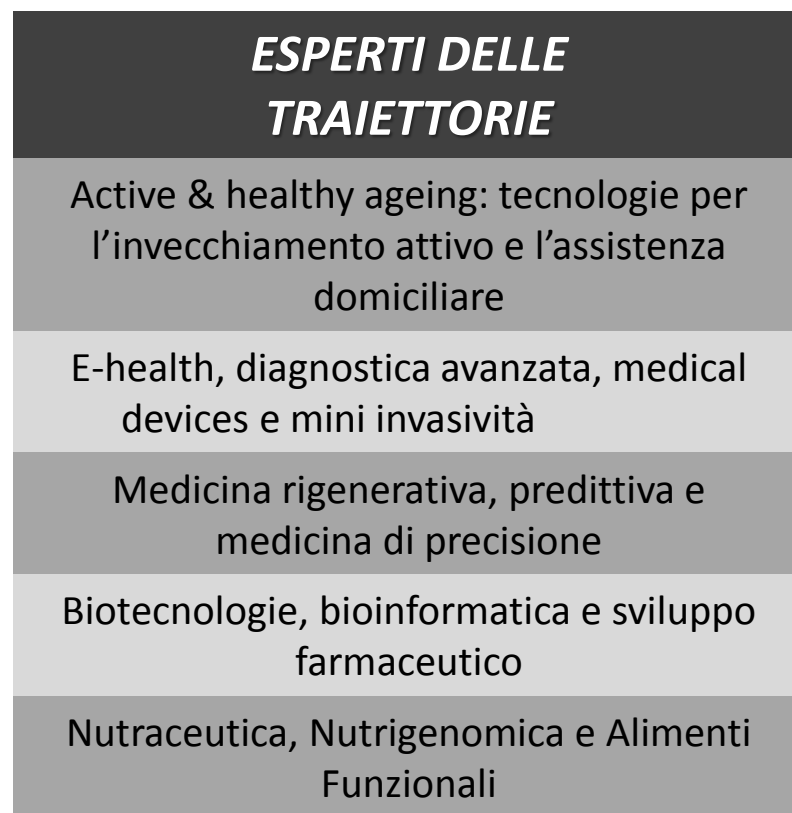 ESPERTI DELLE
TRAIETTORIE
Active & healthy ageing: tecnologie per
l’invecchiamento attivo e l’assistenza
domiciliare
E-health, diagnostica avanzata, medical
devices e mini invasività
Medicina rigenerativa, predittiva e
medicina di precisione
Biotecnologie, bioinformatica e sviluppo
farmaceutico
Nutraceutica, Nutrigenomica e Alimenti
Funzionali